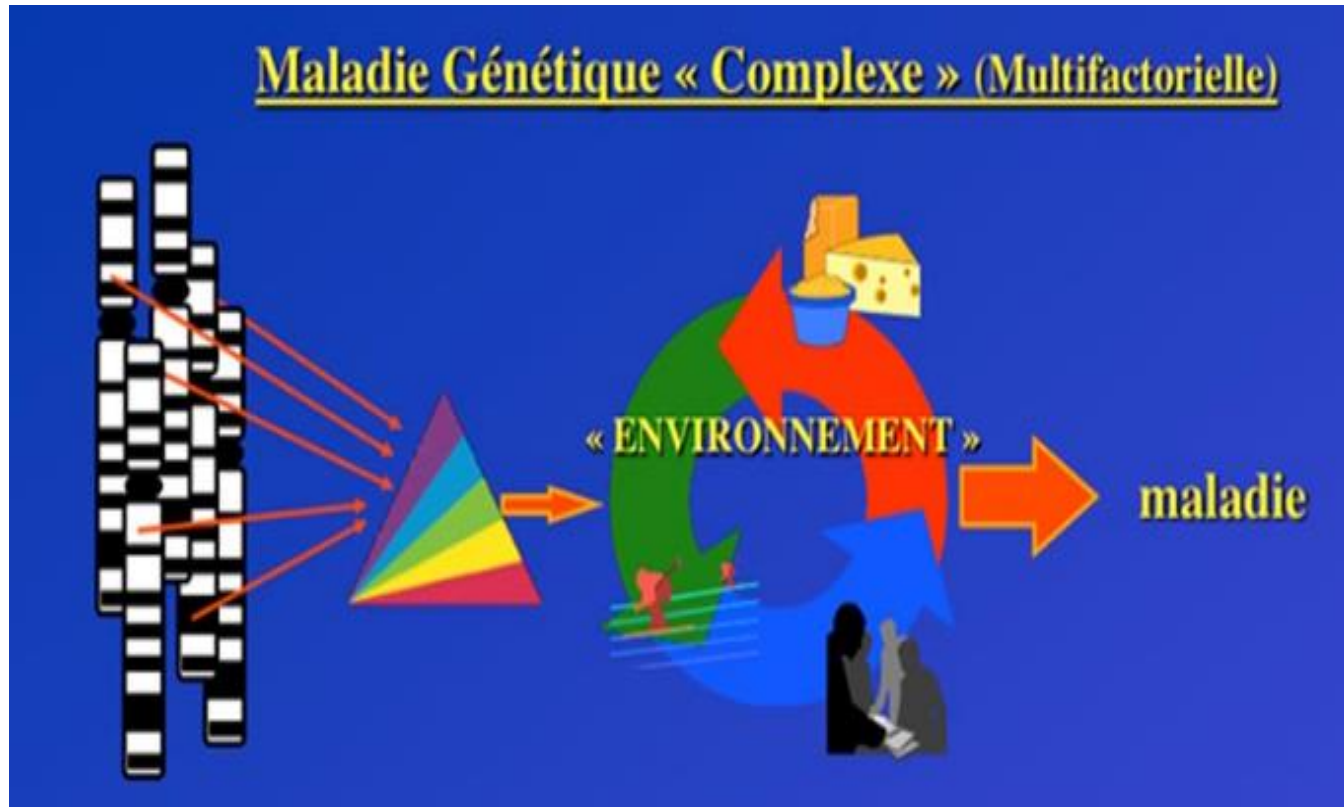 Maladie Génétique « Complexe » (Multifactorielle)
« ENVIRONNEMENT »
maladie